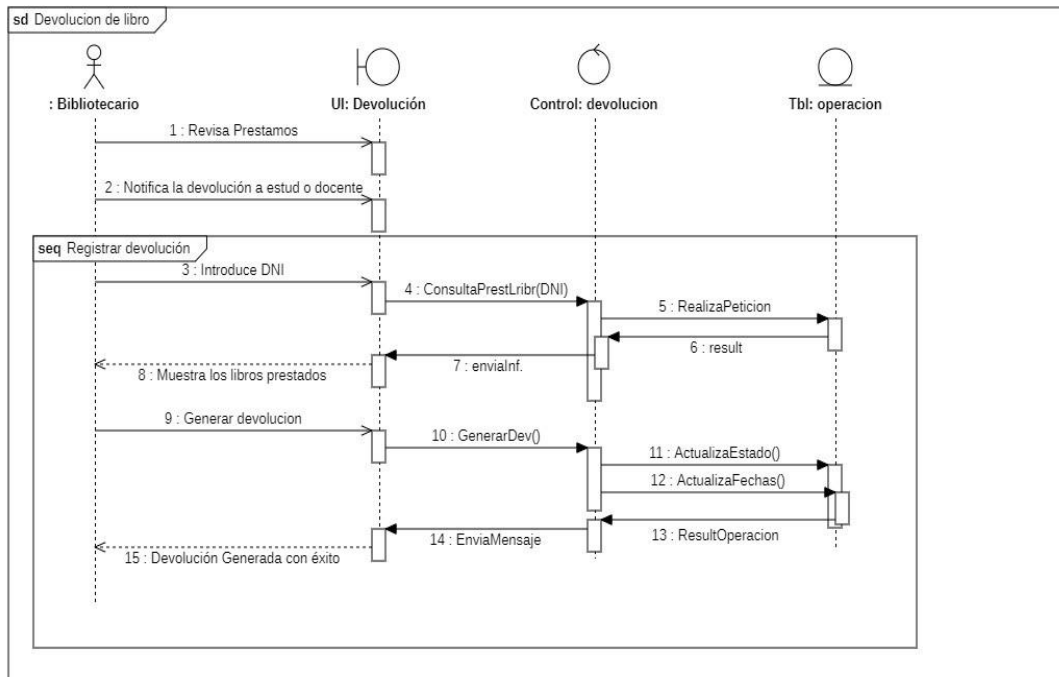 sd Devolucion de libro
: Bibliotecario
UI: Devolución
Control: devolucion
Tbl: operacion
1 : Revisa Prestamos
2 : Notifica la devolución a estud o docente
seq Registrar devolución
3 : Introduce DNI
4 : ConsultaPrestLribr(DNI)
5 : RealizaPeticion
6 : result
7 : enviaInf.
8 : Muestra los libros prestados
9 : Generar devolucion
10 : GenerarDev()
11 : ActualizaEstado()
12 : ActualizaFechas()
13 : ResultOperacion
14 : EnviaMensaje
15 : Devolución Generada con éxito